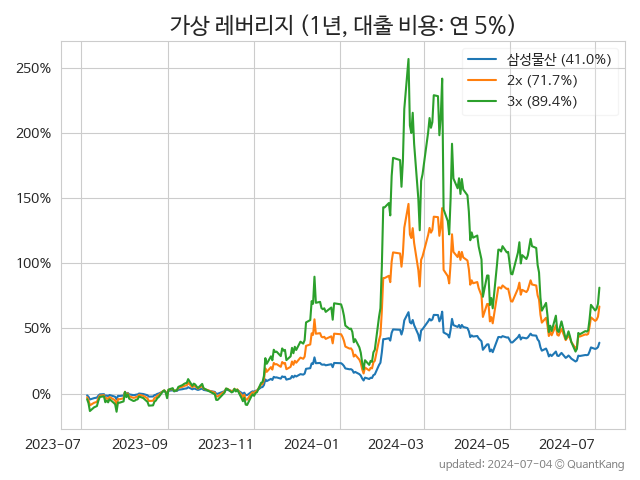 가상 레버리지 (1년, 대출 비용: 연 5%)
삼성물산 (41.0%)
2x (71.7%)
3x (89.4%)
250%
200%
150%
100%
50%
0%
2023-07
2023-09
2023-11
2024-01
2024-03
2024-05
2024-07
updated: 2024-07-04 © QuantKang